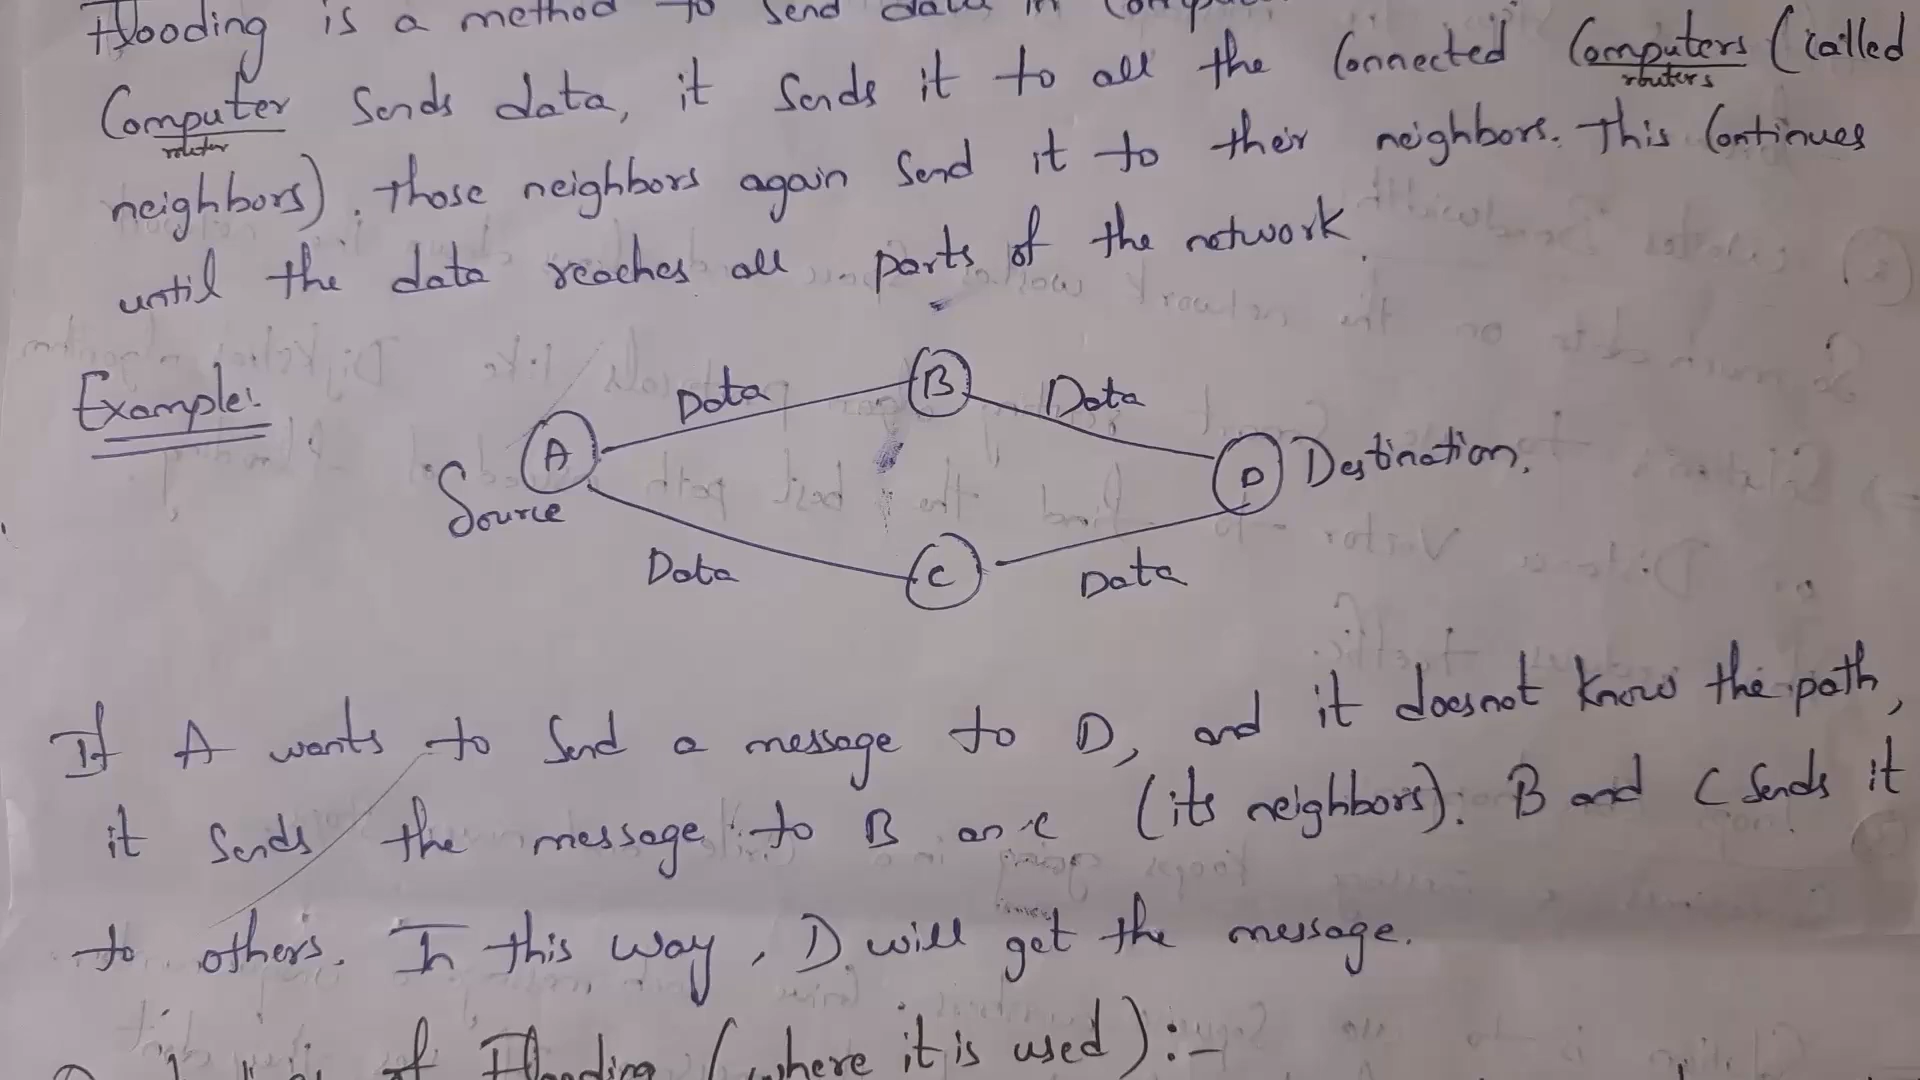 Flooding is a method to send data in
Computer sends data, it sends it to all the connected computers (called
router routers
neighbors). Those neighbors again send it to their neighbors. This continues
until the data reaches all parts of the network.
Example:
Data B Data
A D Destination.
Source
Data C Data
If A wants to send a message to D, and it doesnot know the path,
it sends the message to B an c (its neighbors). B and C sends it
to others. In this way, D will get the message.
of Flooding (where it is used):-